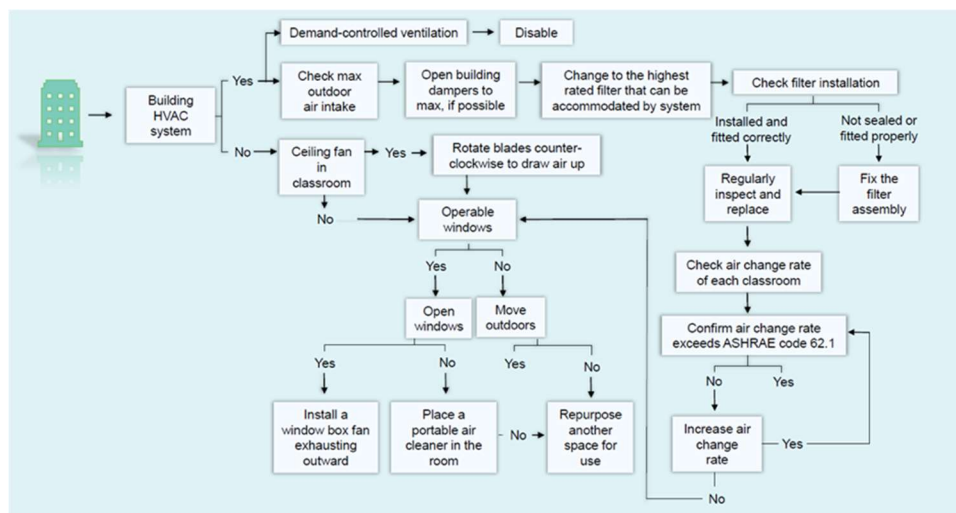 Demand-controlled ventilation
Disable
Yes
Check max
outdoor
air intake
Open building
dampers to
max, if possible
Change to the highest
rated filter that can be
accommodated by system
Check filter installation
Building
HVAC
system
Installed and
fitted correctly
Not sealed or
fitted properly
No
Ceiling fan
in
classroom
Yes
Rotate blades counter-
clockwise to draw air up
Regularly
inspect and
replace
Fix the
filter
assembly
No
Operable
windows
Check air change rate
of each classroom
Yes
No
Open
windows
Move
outdoors
Confirm air change rate
exceeds ASHRAE code 62.1
Yes
No
Yes
No
No
Yes
Install a
window box fan
exhausting
outward
Place a
portable air
cleaner in the
room
No
Repurpose
another
space for
use
Increase air
change
rate
Yes
No